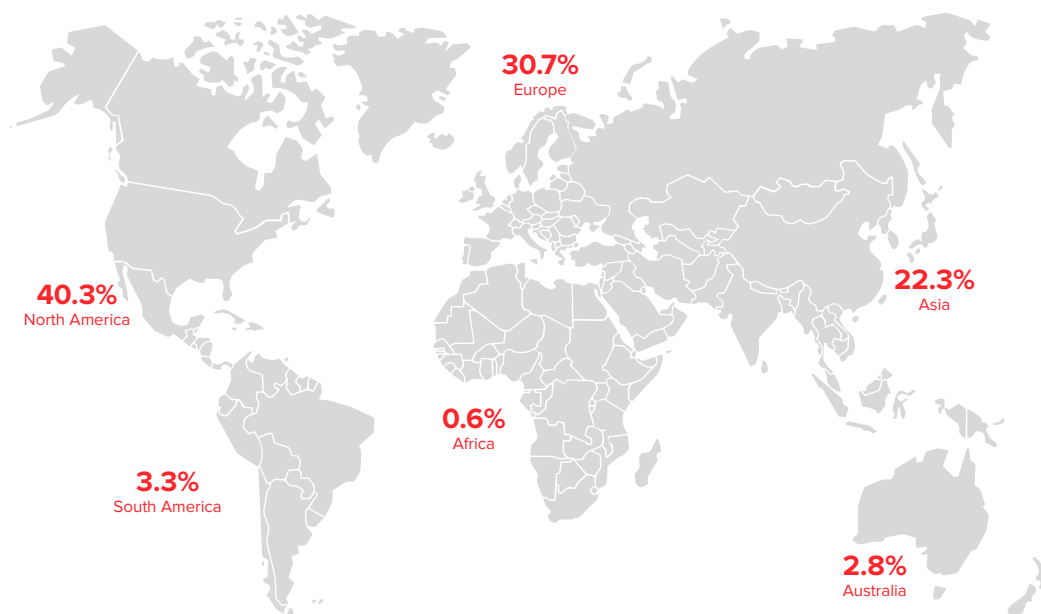 30.7%
Europe
40.3%
North America
22.3%
Asia
0.6%
Africa
3.3%
South America
2.8%
Australia